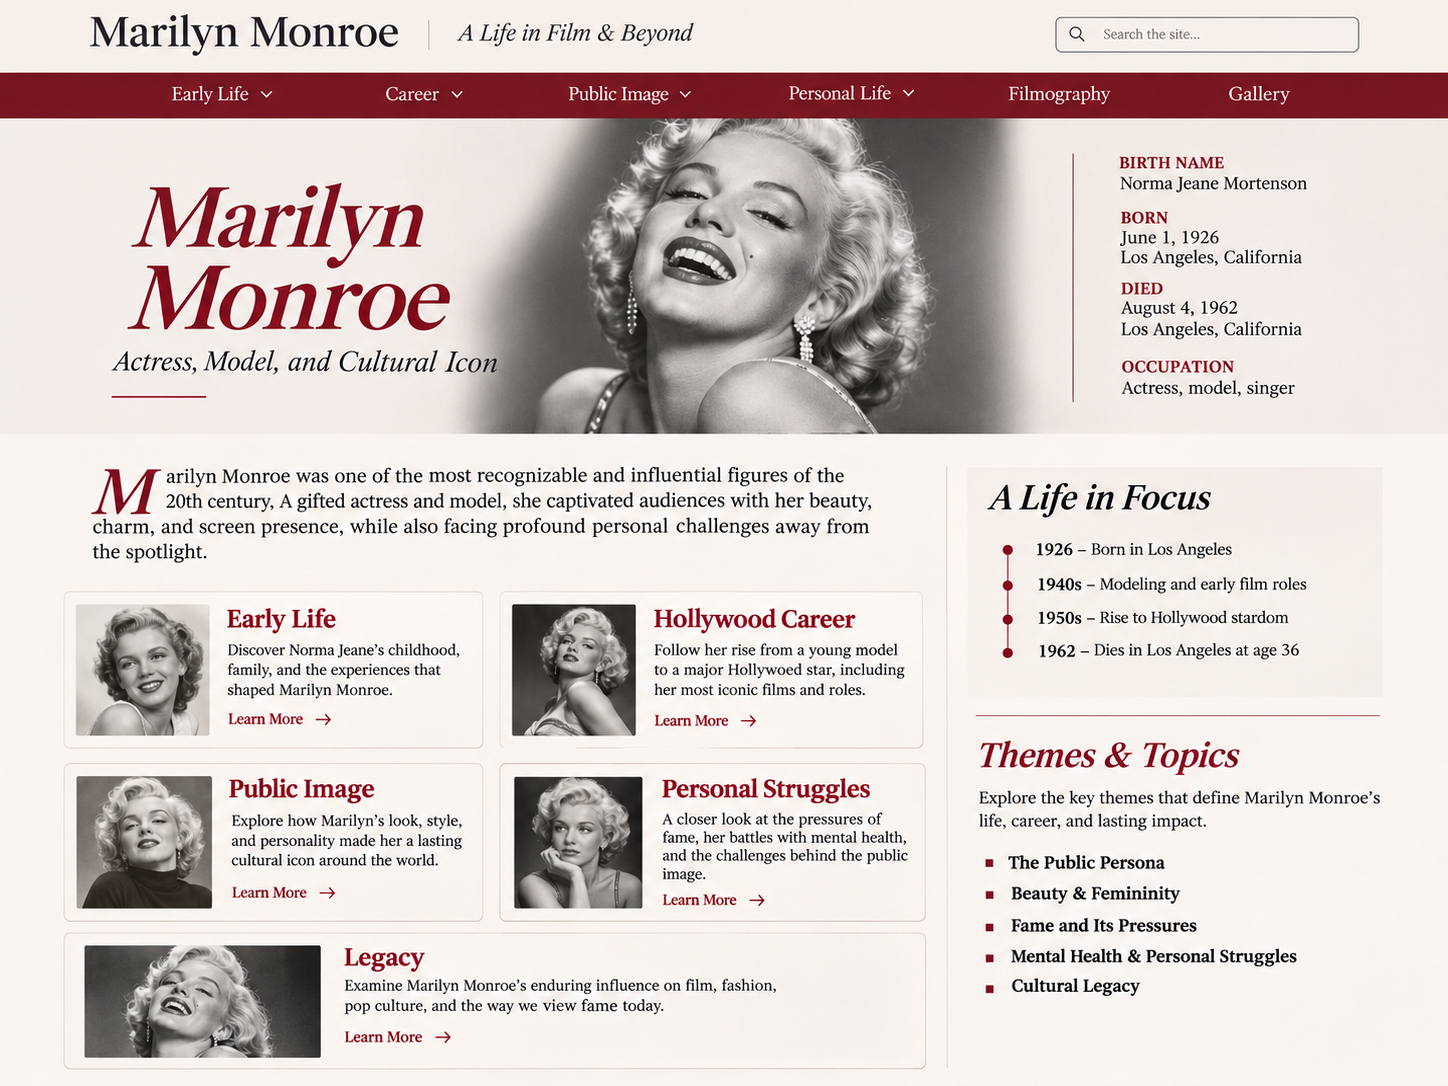 Marilyn Monroe
A Life in Film & Beyond
Search the site...
Early Life
Career
Public Image
Personal Life
Filmography
Gallery
Marilyn
Monroe
Actress, Model, and Cultural Icon
BIRTH NAME
Norma Jeane Mortenson
BORN
June 1, 1926
Los Angeles, California
DIED
August 4, 1962
Los Angeles, California
OCCUPATION
Actress, model, singer
Marilyn Monroe was one of the most recognizable and influential figures of the
20th century, A gifted actress and model, she captivated audiences with her beauty,
charm, and screen presence, while also facing profound personal challenges away from
the spotlight.
Early Life
Discover Norma Jeane's childhood,
family, and the experiences that
shaped Marilyn Monroe.
Learn More →
Hollywood Career
Follow her rise from a young model
to a major Hollywoed star, including
her most iconic films and roles.
Learn More →
Public Image
Explore how Marilyn's look, style,
and personality made her a lasting
cultural icon around the world.
Learn More →
Personal Struggles
A closer look at the pressures of
fame, her battles with mental health,
and the challenges behind the public
image.
Learn More →
Legacy
Examine Marilyn Monroe's enduring influence on film, fashion,
pop culture, and the way we view fame today.
Learn More →
A Life in Focus
1926 – Born in Los Angeles
1940s – Modeling and early film roles
1950s – Rise to Hollywood stardom
1962 – Dies in Los Angeles at age 36
Themes & Topics
Explore the key themes that define Marilyn Monroe's
life, career, and lasting impact.
The Public Persona
Beauty & Femininity
Fame and Its Pressures
Mental Health & Personal Struggles
Cultural Legacy